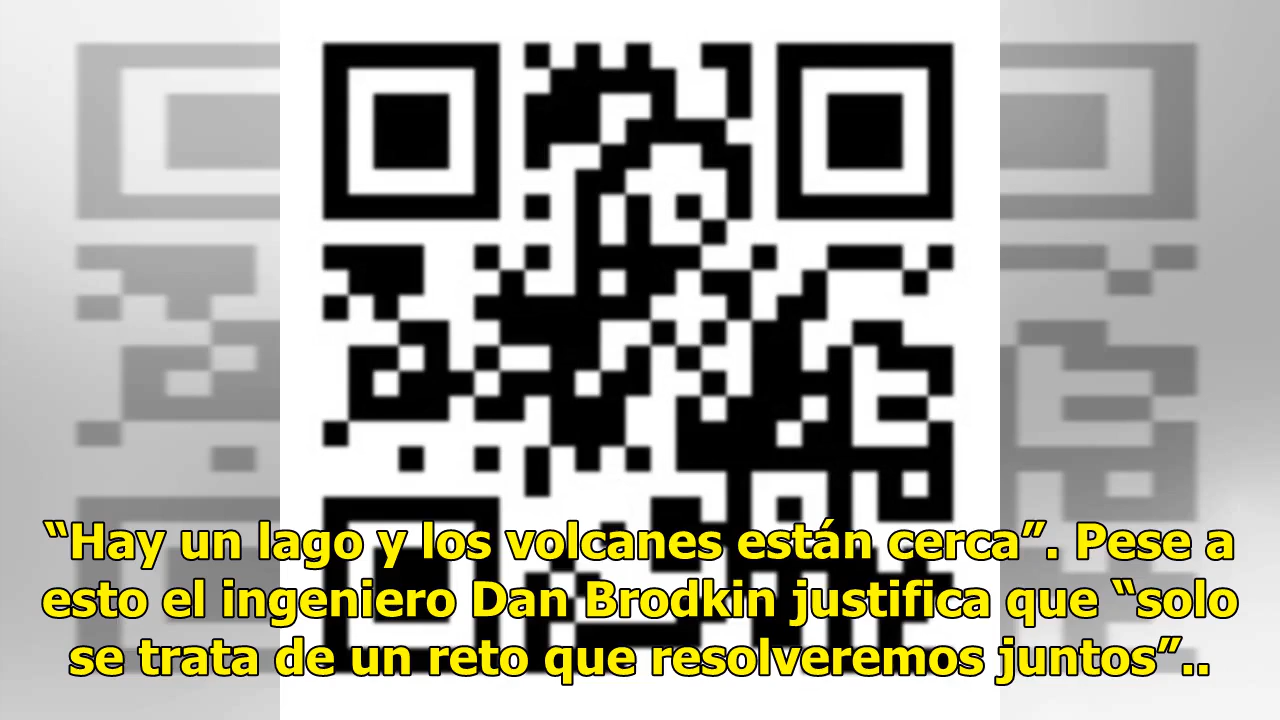 “Hay un lago y los volcanes están cerca”. Pese a
esto el ingeniero Dan Brodkin justifica que “solo
se trata de un reto que resolveremos juntos”..